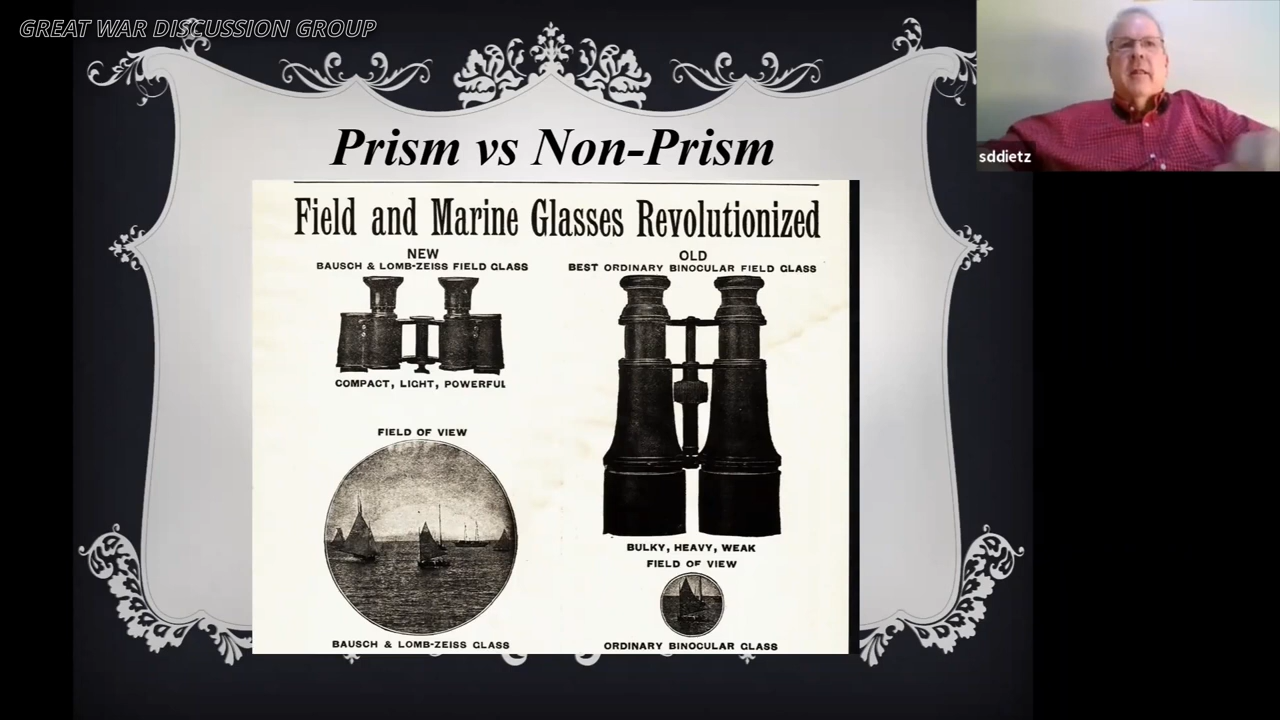 GREAT WAR DISCUSSION GROUP
sddietz
Prism vs Non-Prism
Field and Marine Glasses Revolutionized
NEW
BAUSCH & LOMB-ZEISS FIELD GLASS
COMPACT, LIGHT, POWERFUL
FIELD OF VIEW
BAUSCH & LOMB-ZEISS GLASS
OLD
BEST ORDINARY BINOCULAR FIELD GLASS
BULKY, HEAVY, WEAK
FIELD OF VIEW
ORDINARY BINOCULAR GLASS